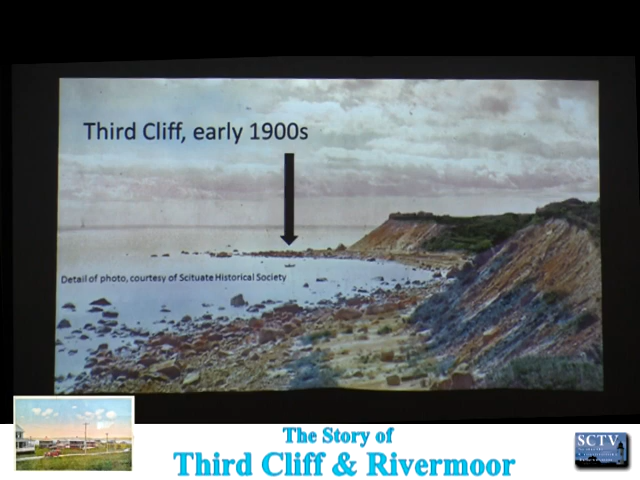 Third Cliff, early 1900s
Detail of photo, courtesy of Scituate Historical Society
The Story of
Third Cliff & Rivermoor
SCTV